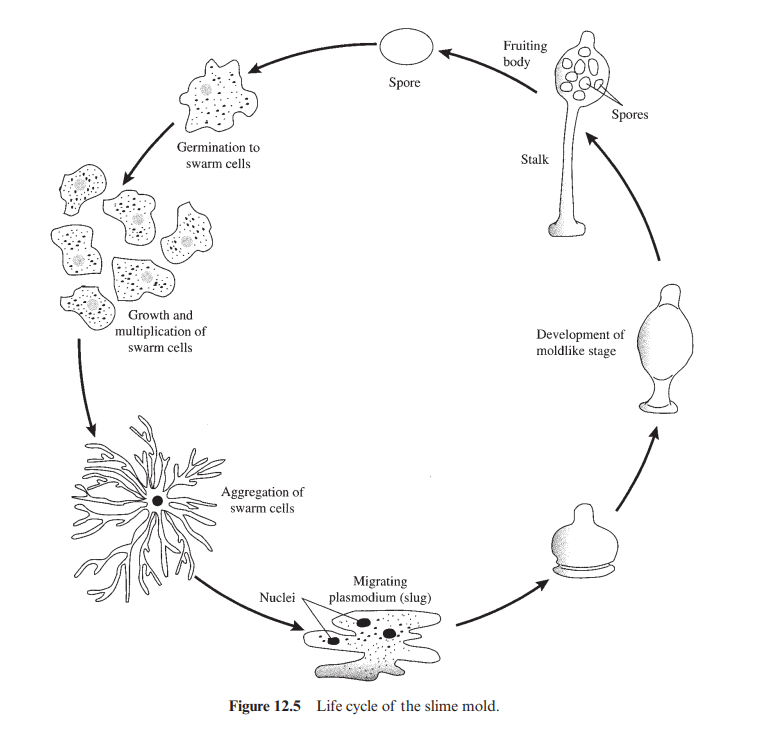 Spore
Fruiting
body
Spores
Stalk
Germination to
swarm cells
Growth and
multiplication of
swarm cells
Development of
moldlike stage
Aggregation of
swarm cells
Nuclei
Migrating
plasmodium (slug)
Figure 12.5 Life cycle of the slime mold.